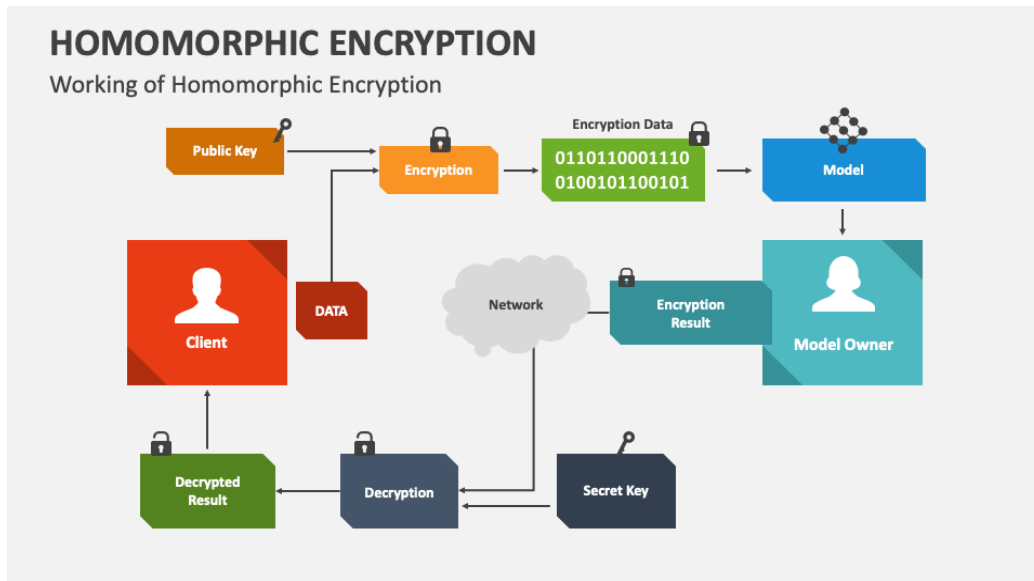 HOMOMORPHIC ENCRYPTION
Working of Homomorphic Encryption
Public Key
Encryption
Encryption Data
0110110001110
0100101100101
Model
Client
DATA
Network
Encryption
Result
Model Owner
Decrypted
Result
Decryption
Secret Key